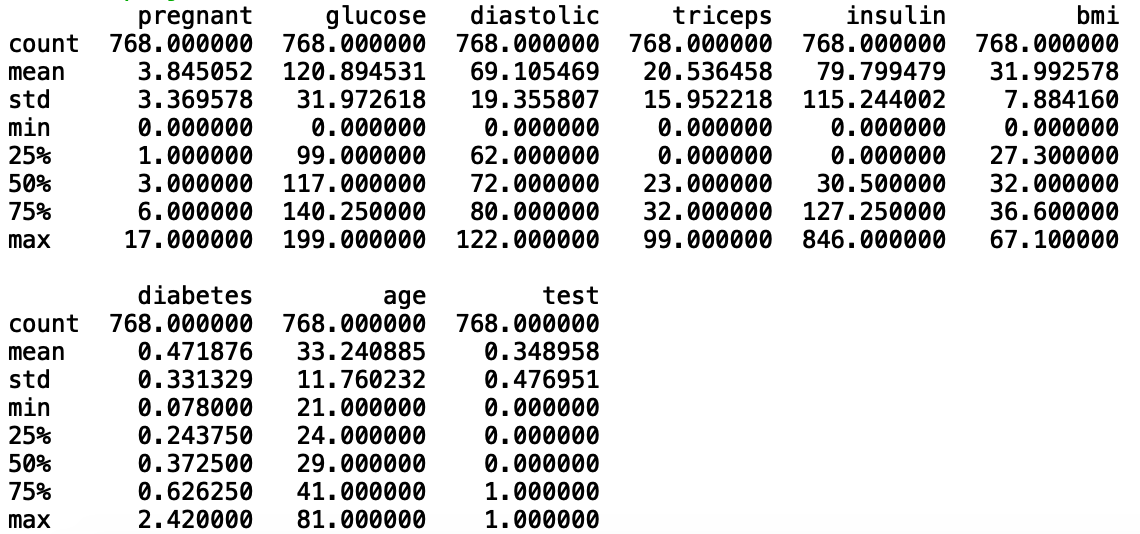 pregnant glucose diastolic triceps insulin bmi
count 768.000000 768.000000 768.000000 768.000000 768.000000 768.000000
mean 3.845052 120.894531 69.105469 20.536458 79.799479 31.992578
std 3.369578 31.972618 19.355807 15.952218 115.244002 7.884160
min 0.000000 0.000000 0.000000 0.000000 0.000000 0.000000
25% 1.000000 99.000000 62.000000 0.000000 0.000000 27.300000
50% 3.000000 117.000000 72.000000 23.000000 30.500000 32.000000
75% 6.000000 140.250000 80.000000 32.000000 127.250000 36.600000
max 17.000000 199.000000 122.000000 99.000000 846.000000 67.100000
diabetes age test
count 768.000000 768.000000 768.000000
mean 0.471876 33.240885 0.348958
std 0.331329 11.760232 0.476951
min 0.078000 21.000000 0.000000
25% 0.243750 24.000000 0.000000
50% 0.372500 29.000000 0.000000
75% 0.626250 41.000000 1.000000
max 2.420000 81.000000 1.000000